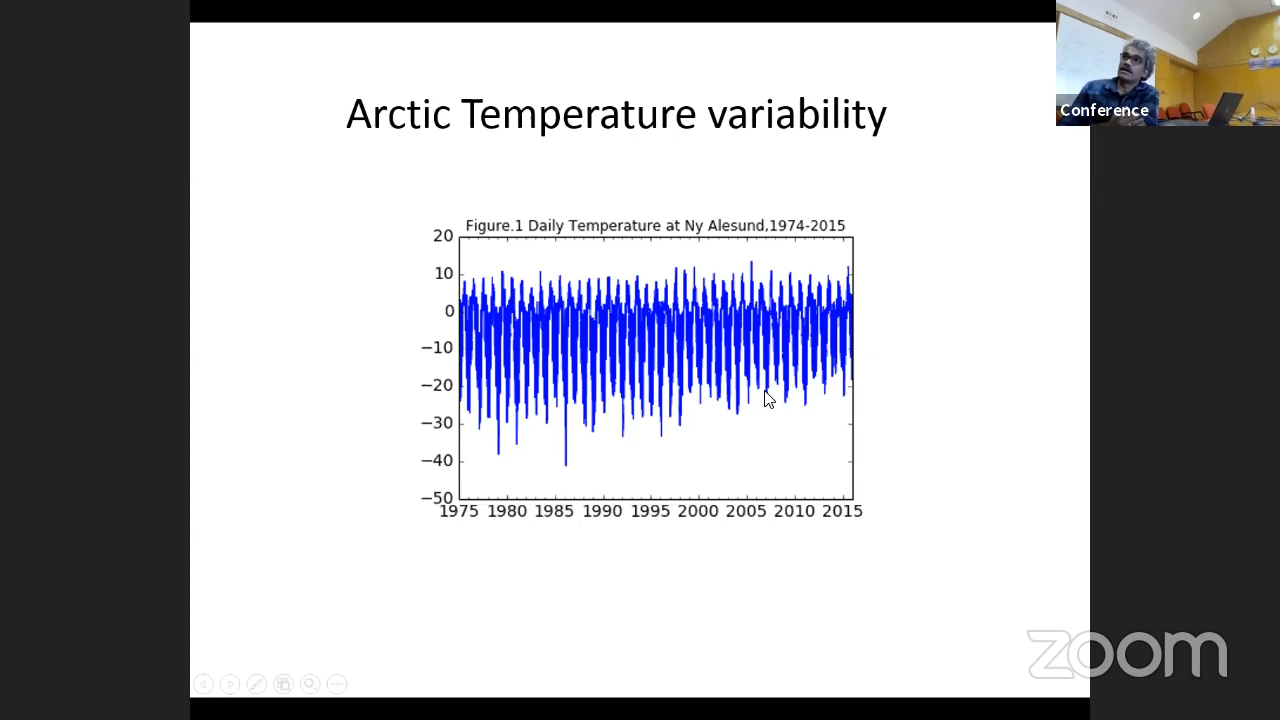 Arctic Temperature variability
Conference
Figure.1 Daily Temperature at Ny Alesund,1974-2015
20
10
0
−10
−20
−30
−40
−50
1975 1980 1985 1990 1995 2000 2005 2010 2015
zoom